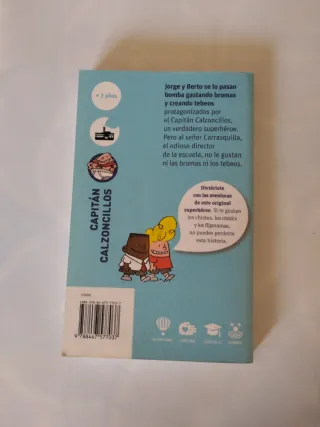 + 7 años
Jorge y Berto se lo pasan
bomba gastando bromas
y creando tebeos
protagonizados por
el Capitán Calzoncillos,
un verdadero superhéroe.
Pero al señor Carrasquilla,
el odioso director
de la escuela, no le gustan
ni las bromas ni los tebeos.
Diviértete
con las aventuras
de este original
superhéroe. Si te gustan
los chistes, los cómics
y los flipramas,
no puedes perderte
esta historia.
CAPITÁN
CALZONCILLOS
9788467577037